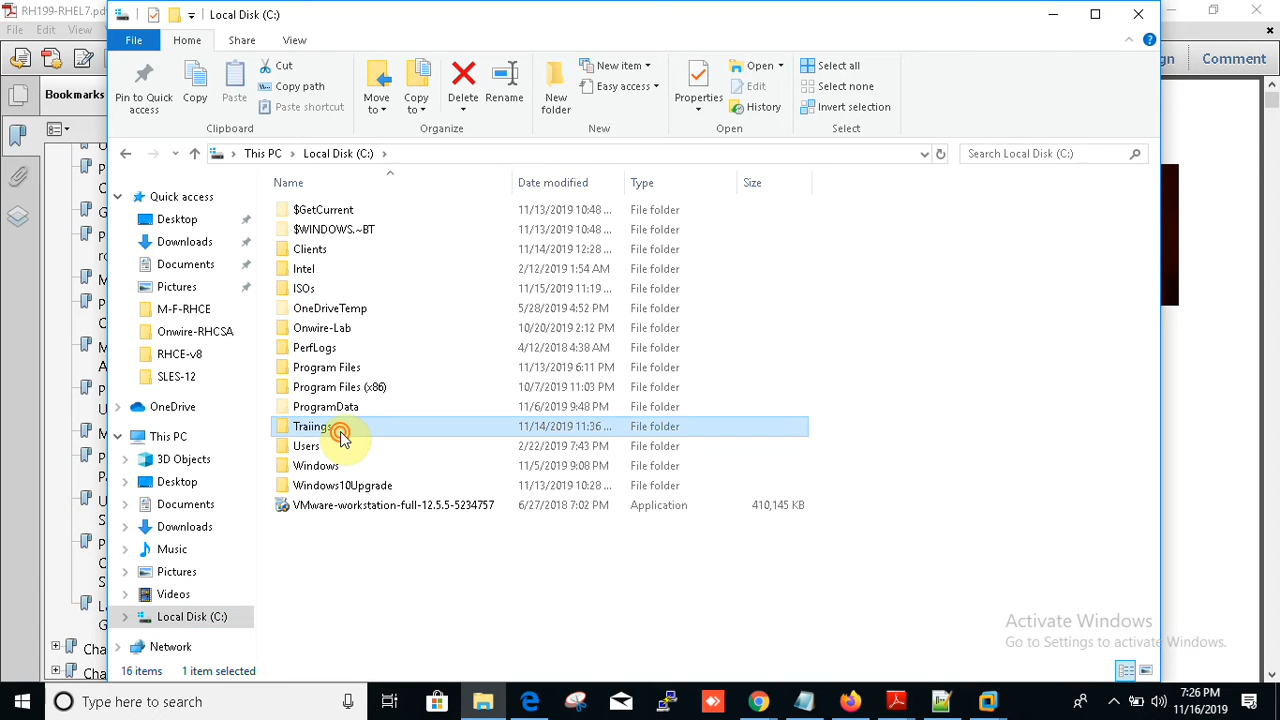 RH199-RHEL7.pd
Local Disk (C:)
File Edit View
File Home Share View
Pin to Quick access
Copy
Paste
Cut
Copy path
Paste shortcut
Move to
Copy to
Delete
Rename
New folder
New item
Easy access
Properties
Open
Edit
History
Select all
Select none
Invert selection
Clipboard Organize New Open Select
Comment
gn
Bookmarks
This PC Local Disk (C:)
Search Local Disk (C:)
Name Date modified Type Size
Quick access
Desktop
Downloads
Documents
Pictures
M-F-RHCE
Onwire-RHCSA
RHCE-v8
SLES-12
OneDrive
This PC
3D Objects
Desktop
Documents
Downloads
Music
Pictures
Videos
Local Disk (C:)
Network
$GetCurrent 11/13/2019 10:48 ... File folder
$WINDOWS.~BT 11/13/2019 10:48 ... File folder
Clients 11/14/2019 12:28 ... File folder
Intel 2/12/2019 1:54 AM File folder
ISOs 11/15/2019 11:19 ... File folder
OneDriveTemp 5/28/2019 4:52 PM File folder
Onwire-Lab 10/20/2019 2:12 PM File folder
PerfLogs 4/12/2018 4:38 AM File folder
Program Files 11/13/2019 6:11 PM File folder
Program Files (x86) 10/7/2019 11:03 PM File folder
ProgramData 11/6/2019 9:48 PM File folder
Traiings 11/14/2019 11:36 ... File folder
Users 2/22/2019 7:43 PM File folder
Windows 11/5/2019 9:08 PM File folder
Windows10Upgrade 11/13/2019 10:28 ... File folder
VMware-workstation-full-12.5.5-5234757 6/27/2018 7:02 PM Application 410,145 KB
Cha
Cha
Activate Windows
Go to Settings to activate Windows.
16 items 1 item selected
Type here to search
7:26 PM
11/16/2019